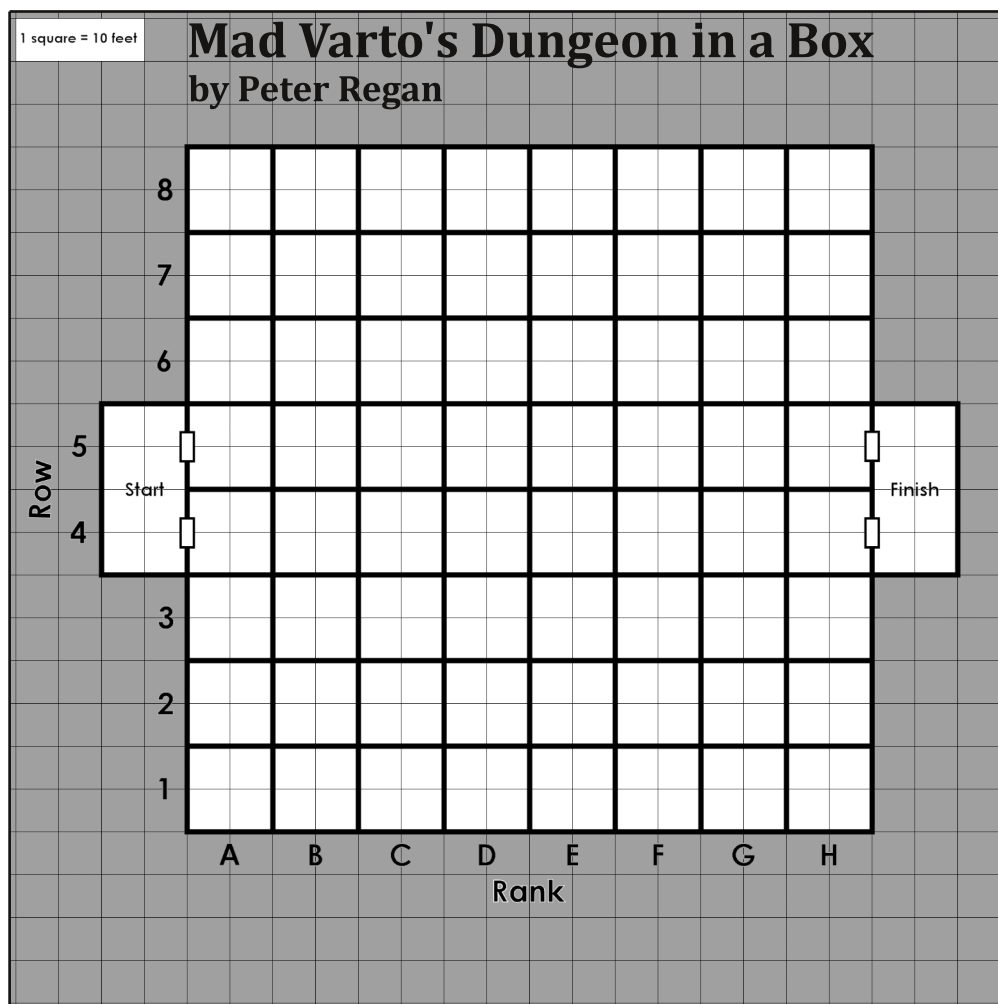 1 square = 10 feet
Mad Varto's Dungeon in a Box
by Peter Regan
8
7
6
5
Row
Start
Finish
4
3
2
1
A B C D E F G H
Rank